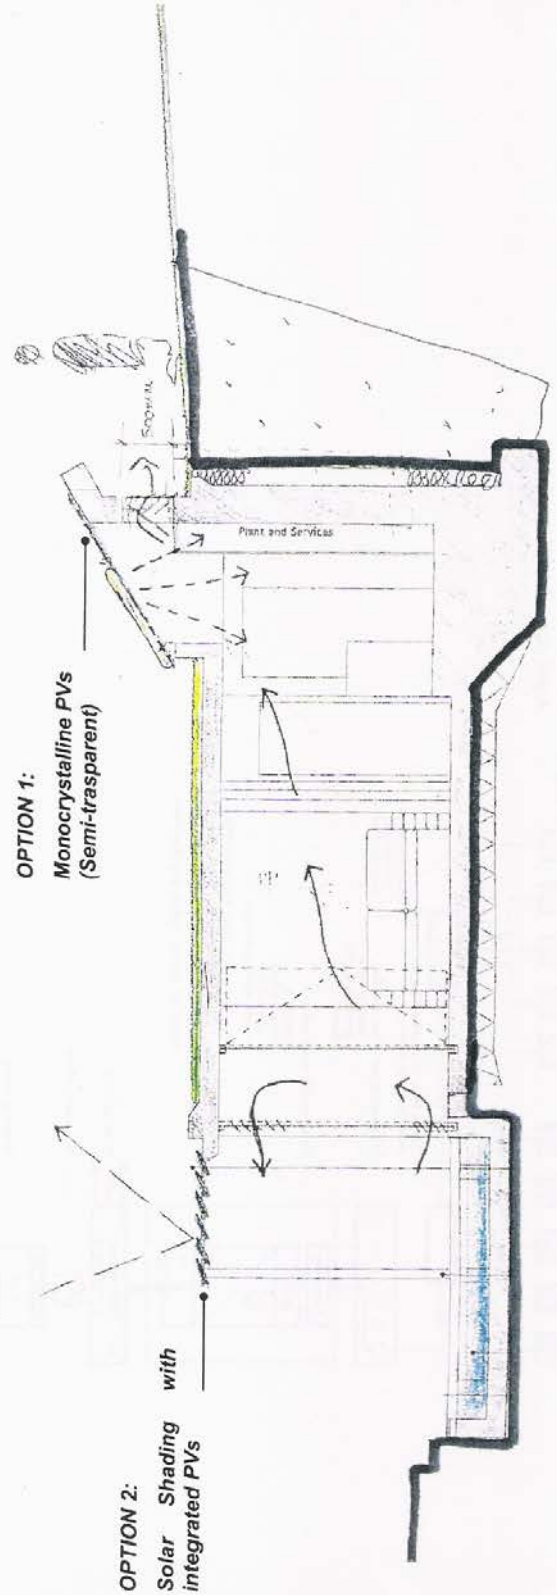 OPTION 1:
Monocrystalline PVs
(Semi-trasparent)
OPTION 2:
Solar Shading with
integrated PVs
Plant and Services